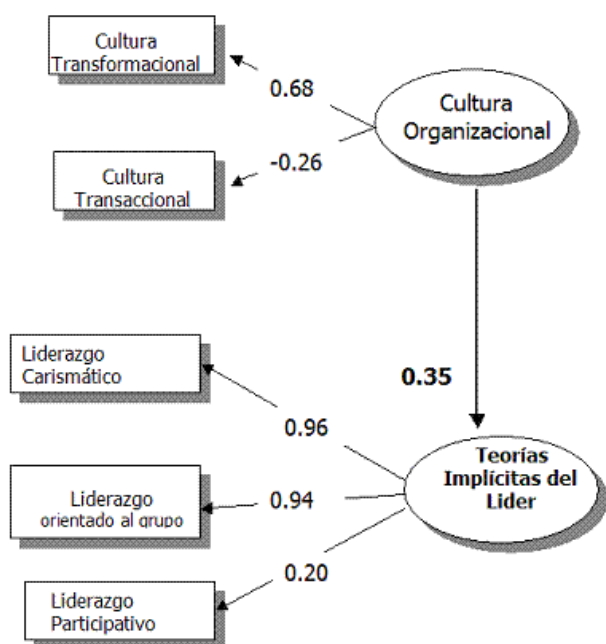 Cultura
Transformacional
0.68
Cultura
Organizacional
-0.26
Cultura
Transaccional
0.35
Liderazgo
Carismático
0.96
Teorías
Implícitas del
Lider
Liderazgo
orientado al grupo
0.94
0.20
Liderazgo
Participativo